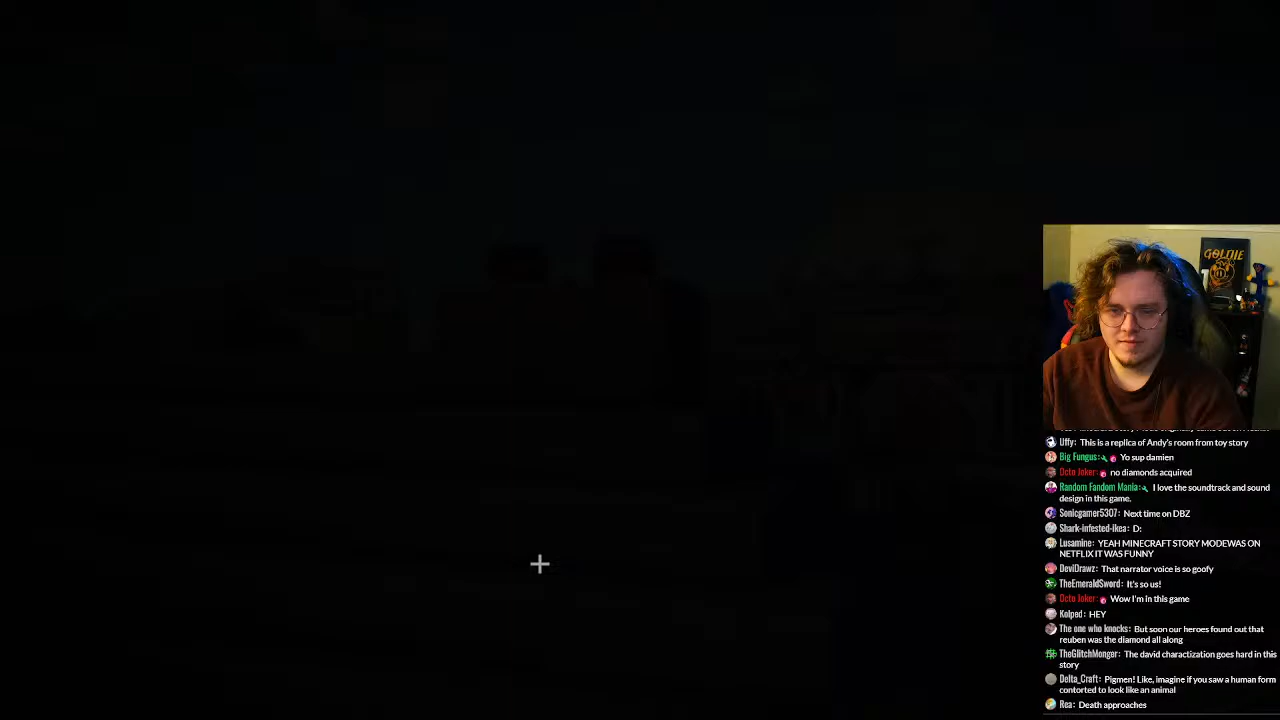 GOLDIE
Uffy: This is a replica of Andy's room from toy story
Big Fungus: Yo sup damien
Octo Joker: no diamonds acquired
Random Fandom Mania: I love the soundtrack and sound
design in this game.
Sonicgamer5307: Next time on DBZ
Shark-infested-ikea: D:
Lusamine: YEAH MINECRAFT STORY MODEWAS ON
NETFLIX IT WAS FUNNY
DeviDrawz: That narrator voice is so goofy
TheEmeraldSword: It's so us!
Octo Joker: Wow I'm in this game
Kolped: HEY
The one who knocks: But soon our heroes found out that
reuben was the diamond all along
TheGlitchMonger: The david charactization goes hard in this
story
Delta_Craft: Pigmen! Like, imagine if you saw a human form
contorted to look like an animal
Rea: Death approaches